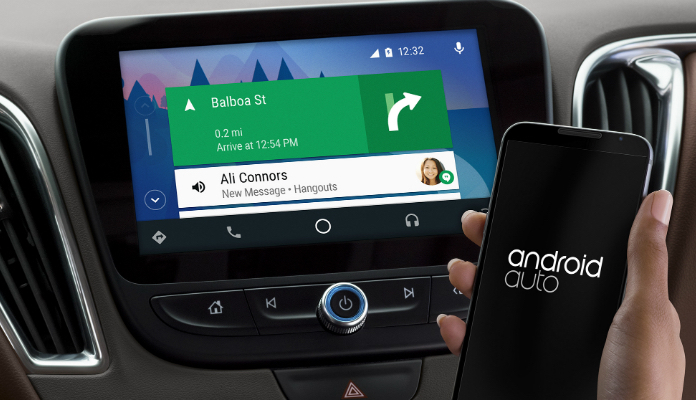 12:32
Balboa St
0.2 mi
Arrive at 12:54 PM
Ali Connors
New Message • Hangouts
android
auto